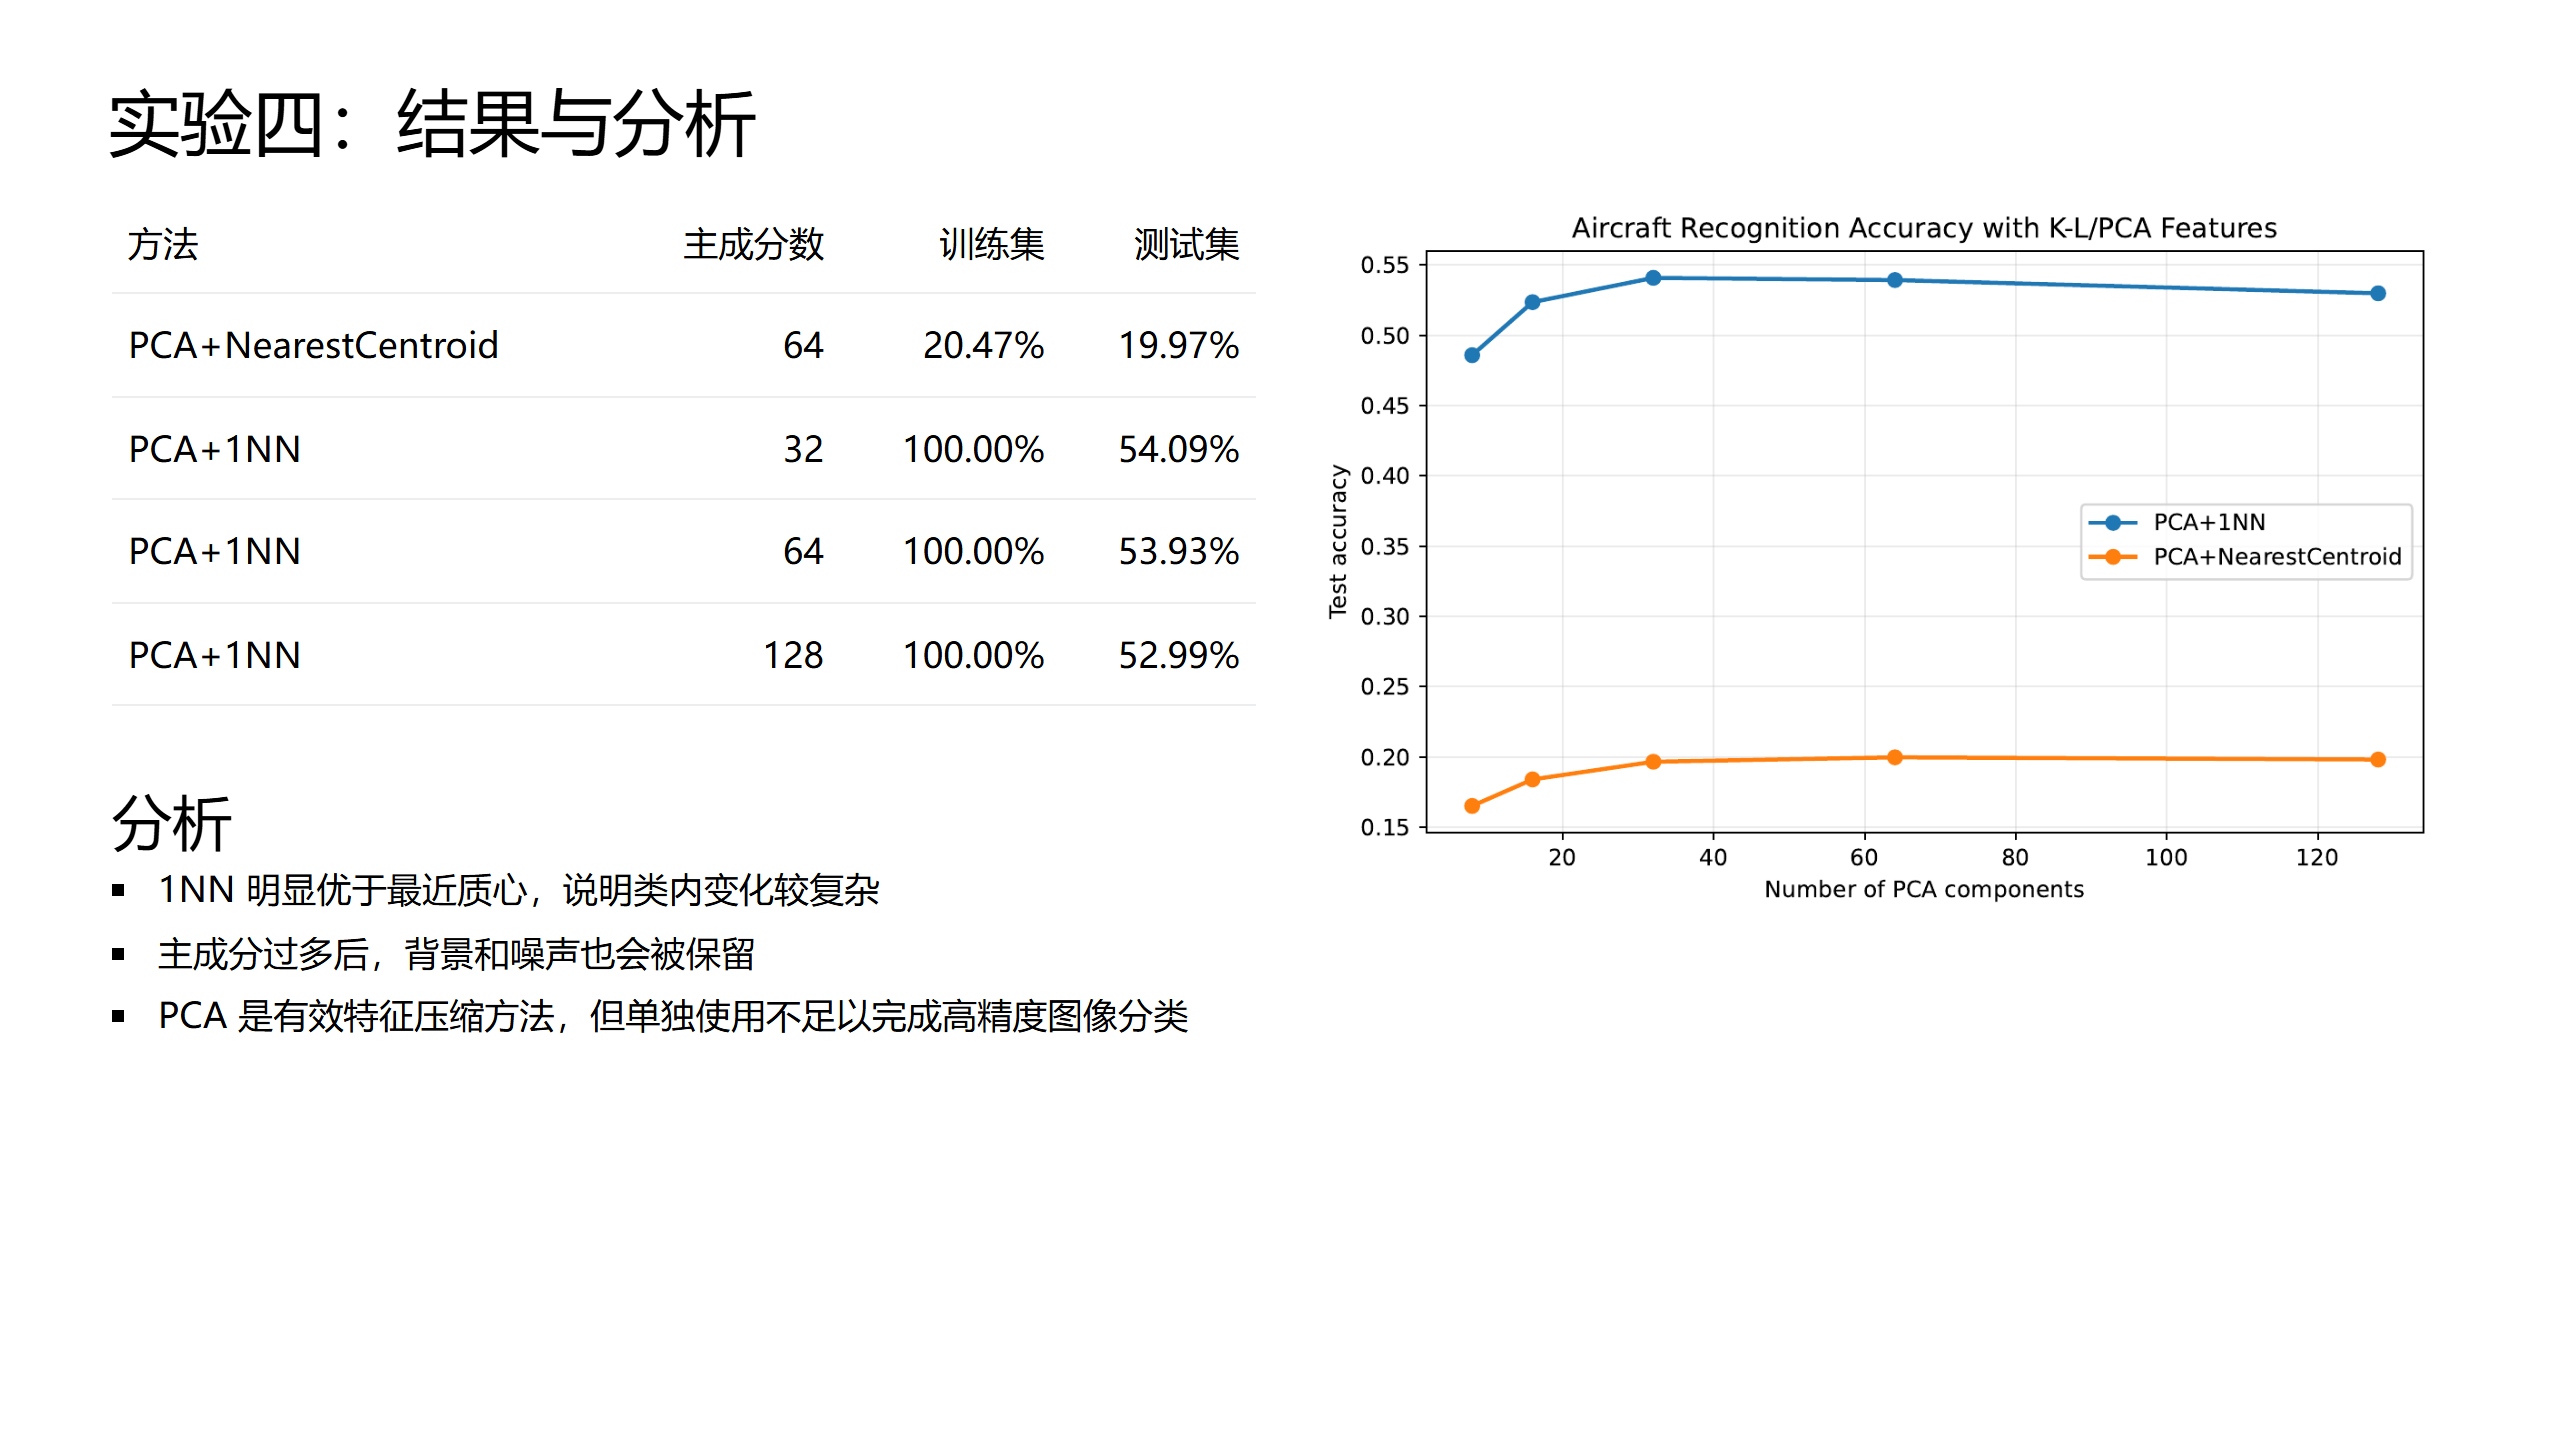 实验四：结果与分析
方法 主成分数 训练集 测试集
PCA+NearestCentroid 64 20.47% 19.97%
PCA+1NN 32 100.00% 54.09%
PCA+1NN 64 100.00% 53.93%
PCA+1NN 128 100.00% 52.99%
分析
▪ 1NN 明显优于最近质心，说明类内变化较复杂
▪ 主成分过多后，背景和噪声也会被保留
▪ PCA 是有效特征压缩方法，但单独使用不足以完成高精度图像分类
Aircraft Recognition Accuracy with K-L/PCA Features
Test accuracy
0.55
0.50
0.45
0.40
0.35
0.30
0.25
0.20
0.15
PCA+1NN
PCA+NearestCentroid
20 40 60 80 100 120
Number of PCA components